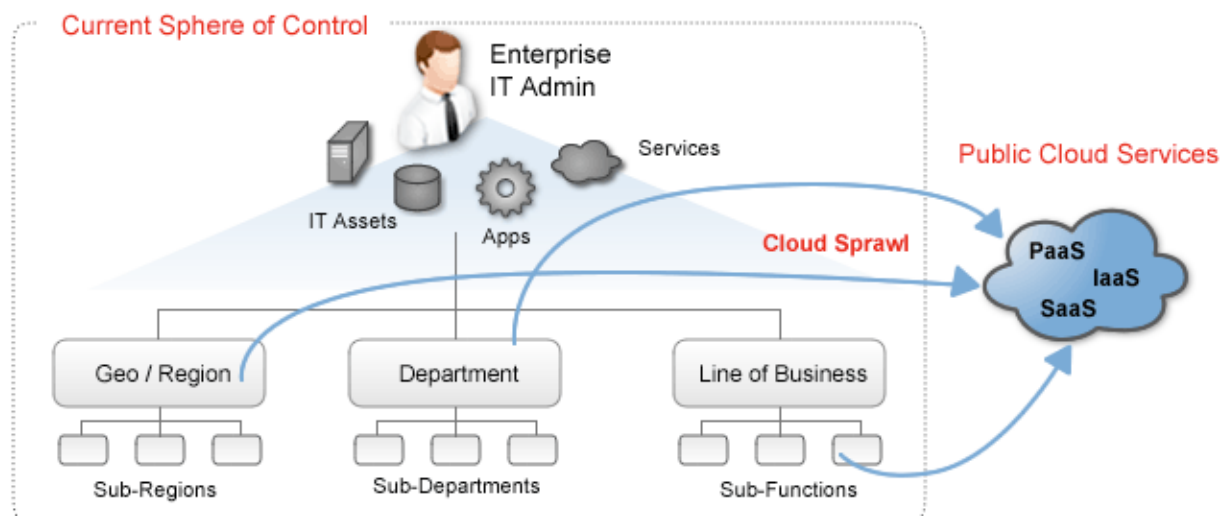 Current Sphere of Control
Enterprise
IT Admin
Services
IT Assets
Apps
Public Cloud Services
Cloud Sprawl
PaaS
IaaS
SaaS
Geo / Region
Department
Line of Business
Sub-Regions
Sub-Departments
Sub-Functions